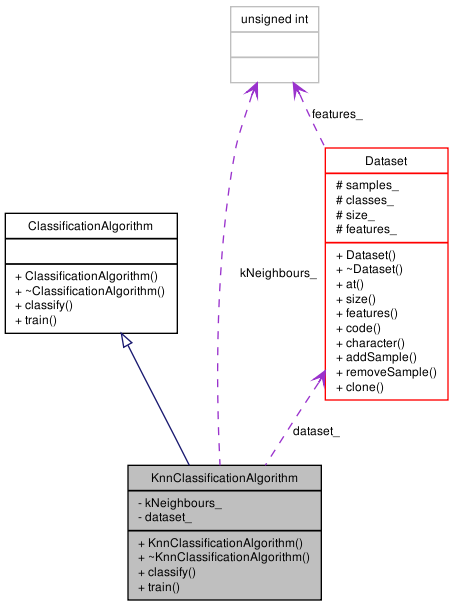 unsigned int
features_
Dataset
# samples_
# classes_
# size_
# features_
+ Dataset()
+ ~Dataset()
+ at()
+ size()
+ features()
+ code()
+ character()
+ addSample()
+ removeSample()
+ clone()
ClassificationAlgorithm
+ ClassificationAlgorithm()
+ ~ClassificationAlgorithm()
+ classify()
+ train()
kNeighbours_
dataset_
KnnClassificationAlgorithm
- kNeighbours_
- dataset_
+ KnnClassificationAlgorithm()
+ ~KnnClassificationAlgorithm()
+ classify()
+ train()